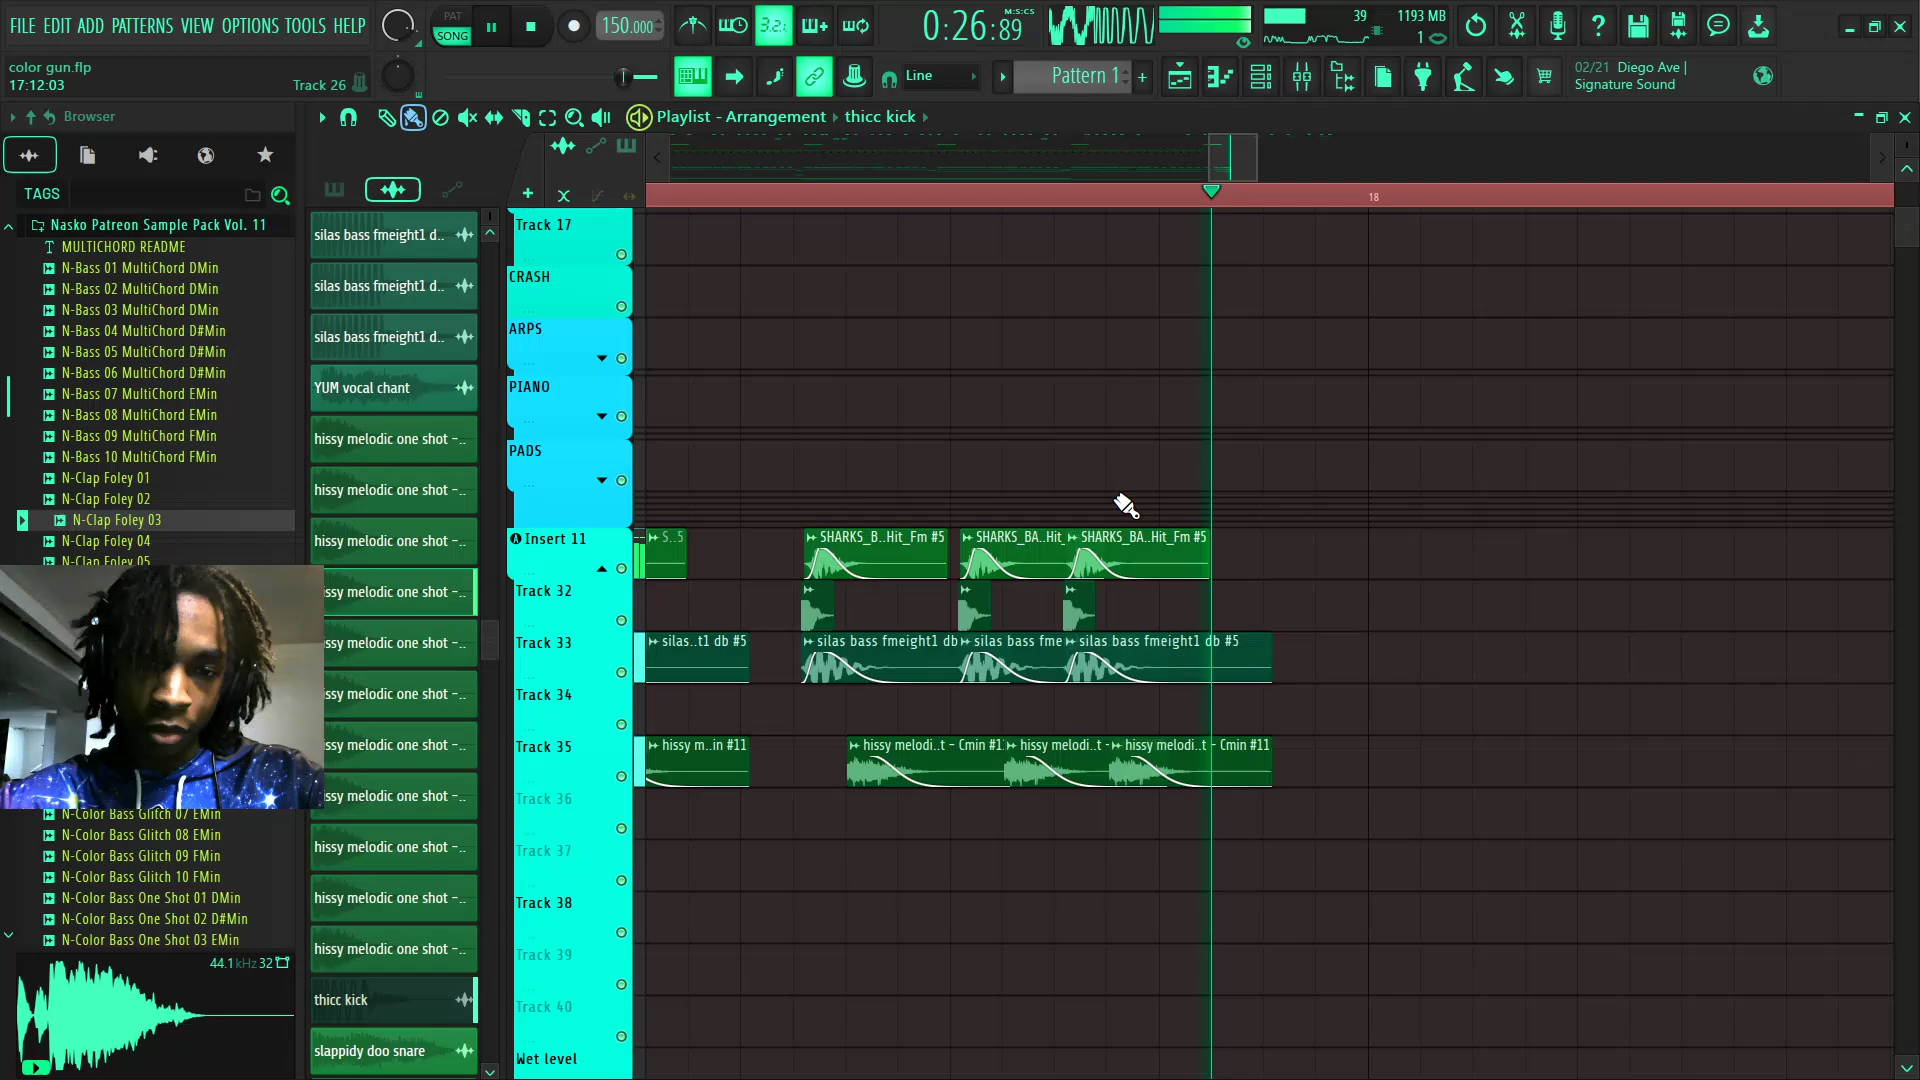 FILE EDIT ADD PATTERNS VIEW OPTIONS TOOLS HELP
PAT
SONG
150.000
3.2.1
0:26:89
M:S:CS
39
1193 MB
1
color gun.flp
17:12:03
Track 26
Line
Pattern 1
02/21 Diego Ave |
Signature Sound
Browser
Playlist - Arrangement
thicc kick
TAGS
18
Nasko Patreon Sample Pack Vol. 11
MULTICHORD README
N-Bass 01 MultiChord DMin
N-Bass 02 MultiChord DMin
N-Bass 03 MultiChord DMin
N-Bass 04 MultiChord D#Min
N-Bass 05 MultiChord D#Min
N-Bass 06 MultiChord D#Min
N-Bass 07 MultiChord EMin
N-Bass 08 MultiChord EMin
N-Bass 09 MultiChord FMin
N-Bass 10 MultiChord FMin
N-Clap Foley 01
N-Clap Foley 02
N-Clap Foley 03
N-Clap Foley 04
N-Clap Foley 05
N-Color Bass Glitch 07 EMin
N-Color Bass Glitch 08 EMin
N-Color Bass Glitch 09 FMin
N-Color Bass Glitch 10 FMin
N-Color Bass One Shot 01 DMin
N-Color Bass One Shot 02 D#Min
N-Color Bass One Shot 03 EMin
44.1kHz 32
silas bass fmeight1 d..
silas bass fmeight1 d..
silas bass fmeight1 d..
YUM vocal chant
hissy melodic one shot -..
hissy melodic one shot -..
hissy melodic one shot -..
issy melodic one shot -..
issy melodic one shot -..
issy melodic one shot -..
issy melodic one shot -..
issy melodic one shot -..
hissy melodic one shot -..
hissy melodic one shot -..
hissy melodic one shot -..
thicc kick
slappidy doo snare
Track 17
CRASH
ARPS
PIANO
PADS
Insert 11
Track 32
Track 33
Track 34
Track 35
Track 36
Track 37
Track 38
Track 39
Track 40
Wet level
S..5
SHARKS_B..Hit_Fm #5
SHARKS_BA..Hit_
SHARKS_BA..Hit_Fm #5
silas..t1 db #5
silas bass fmeight1 db
silas bass fme
silas bass fmeight1 db #5
hissy m..in #11
hissy melodi..t - Cmin #1
hissy melodi..t -
hissy melodi..t - Cmin #11